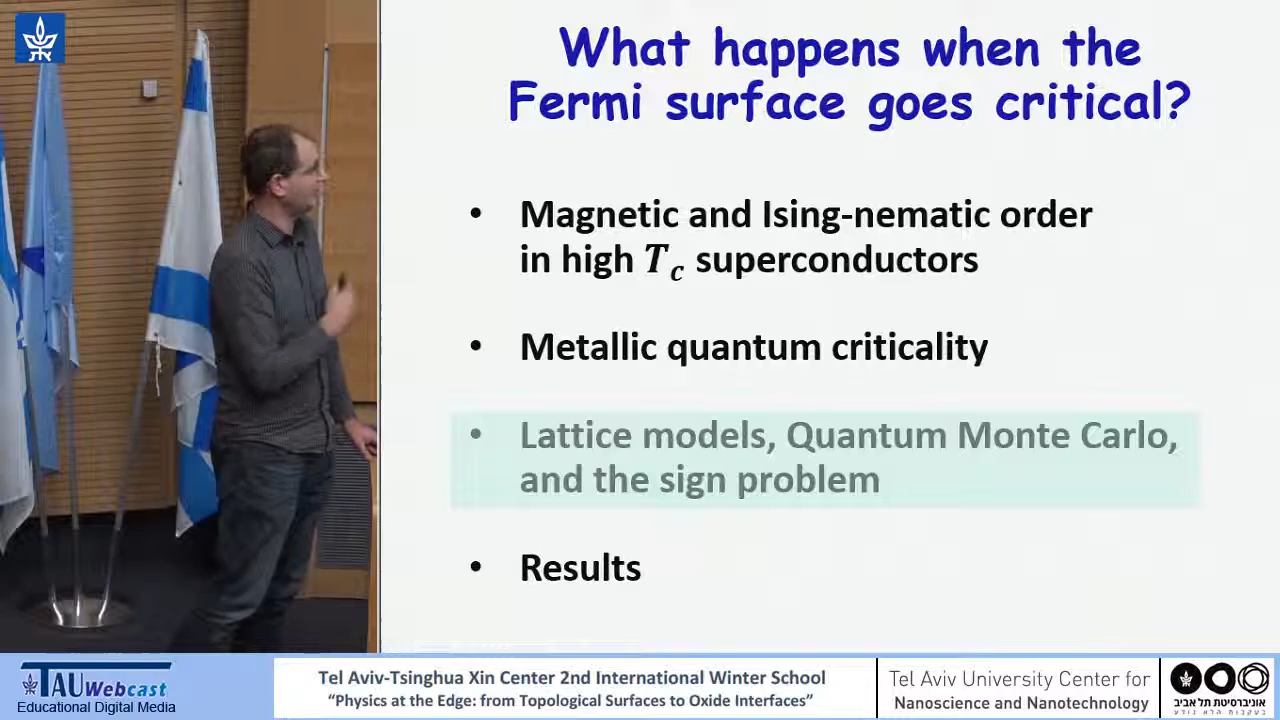 What happens when the
Fermi surface goes critical?
• Magnetic and Ising-nematic order
in high T_c superconductors
• Metallic quantum criticality
• Lattice models, Quantum Monte Carlo,
and the sign problem
• Results
TAU Webcast
Educational Digital Media
Tel Aviv-Tsinghua Xin Center 2nd International Winter School
“Physics at the Edge: from Topological Surfaces to Oxide Interfaces”
Tel Aviv University Center for
Nanoscience and Nanotechnology
אוניברסיטת תל אביב